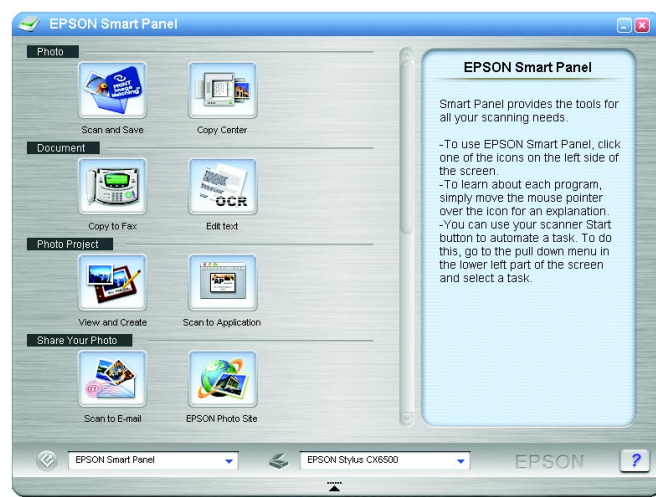 EPSON Smart Panel
Photo
PRINT
Image
Matching
Scan and Save
Copy Center
Document
OCR
Copy to Fax
Edit text
Photo Project
AP
View and Create
Scan to Application
Share Your Photo
@
Scan to E-mail
EPSON Photo Site
EPSON Smart Panel
Smart Panel provides the tools for
all your scanning needs.
-To use EPSON Smart Panel, click
one of the icons on the left side of
the screen.
-To learn about each program,
simply move the mouse pointer
over the icon for an explanation.
-You can use your scanner Start
button to automate a task. To do
this, go to the pull down menu in
the lower left part of the screen
and select a task.
EPSON Smart Panel
EPSON Stylus CX6500
EPSON
?